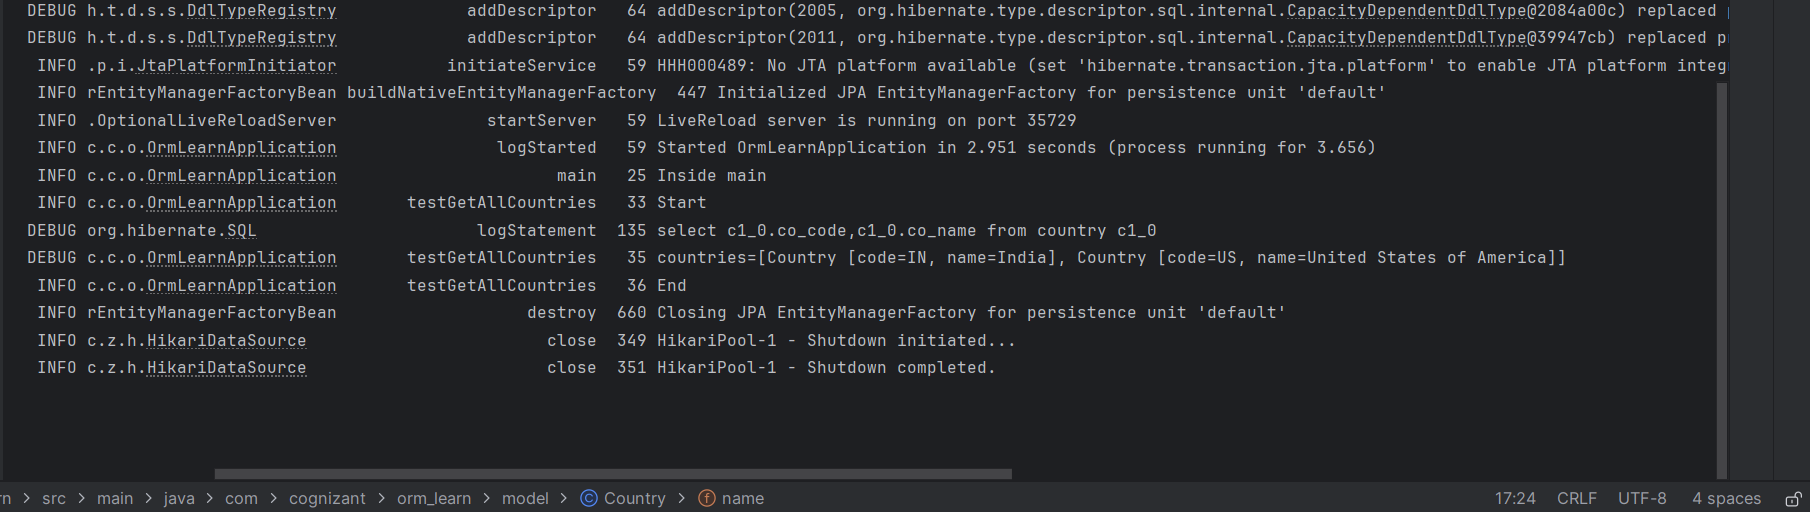 DEBUG h.t.d.s.s.DdlTypeRegistry addDescriptor 64 addDescriptor(2005, org.hibernate.type.descriptor.sql.internal.CapacityDependentDdlType@2084a00c) replaced
DEBUG h.t.d.s.s.DdlTypeRegistry addDescriptor 64 addDescriptor(2011, org.hibernate.type.descriptor.sql.internal.CapacityDependentDdlType@39947cb) replaced pr
INFO .p.i.JtaPlatformInitiator initiateService 59 HHH000489: No JTA platform available (set 'hibernate.transaction.jta.platform' to enable JTA platform integ
INFO rEntityManagerFactoryBean buildNativeEntityManagerFactory 447 Initialized JPA EntityManagerFactory for persistence unit 'default'
INFO .OptionalLiveReloadServer startServer 59 LiveReload server is running on port 35729
INFO c.c.o.OrmLearnApplication logStarted 59 Started OrmLearnApplication in 2.951 seconds (process running for 3.656)
INFO c.c.o.OrmLearnApplication main 25 Inside main
INFO c.c.o.OrmLearnApplication testGetAllCountries 33 Start
DEBUG org.hibernate.SQL logStatement 135 select c1_0.co_code,c1_0.co_name from country c1_0
DEBUG c.c.o.OrmLearnApplication testGetAllCountries 35 countries=[Country [code=IN, name=India], Country [code=US, name=United States of America]]
INFO c.c.o.OrmLearnApplication testGetAllCountries 36 End
INFO rEntityManagerFactoryBean destroy 660 Closing JPA EntityManagerFactory for persistence unit 'default'
INFO c.z.h.HikariDataSource close 349 HikariPool-1 - Shutdown initiated...
INFO c.z.h.HikariDataSource close 351 HikariPool-1 - Shutdown completed.
rn > src > main > java > com > cognizant > orm_learn > model > Country > name 17:24 CRLF UTF-8 4 spaces